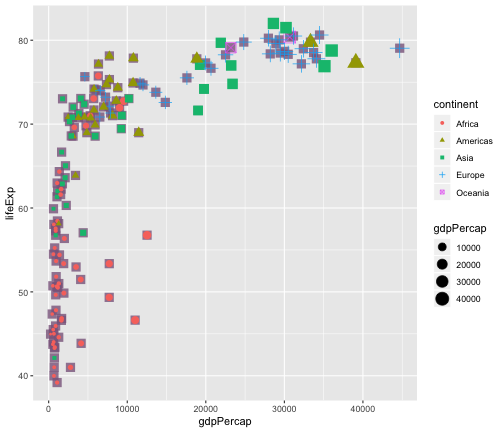 80
70
60
50
40
lifeExp
0
10000
20000
30000
40000
gdpPercap
continent
Africa
Americas
Asia
Europe
Oceania
gdpPercap
10000
20000
30000
40000